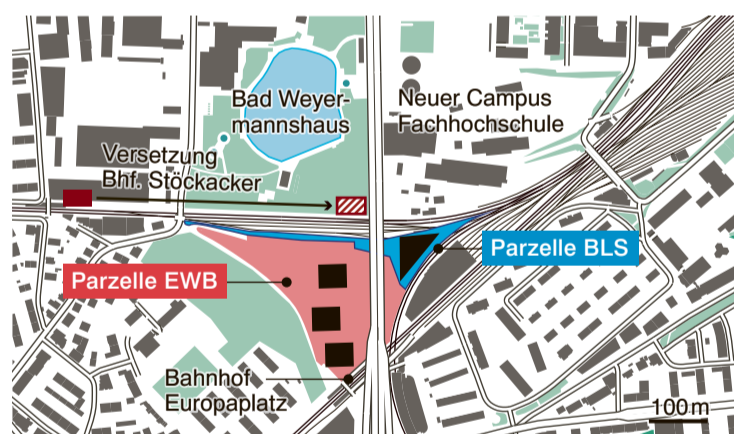 Bad Weyer-
mannshaus
Neuer Campus
Fachhochschule
Versetzung
Bhf. Stöckacker
Parzelle BLS
Parzelle EWB
Bahnhof
Europaplatz
100 m